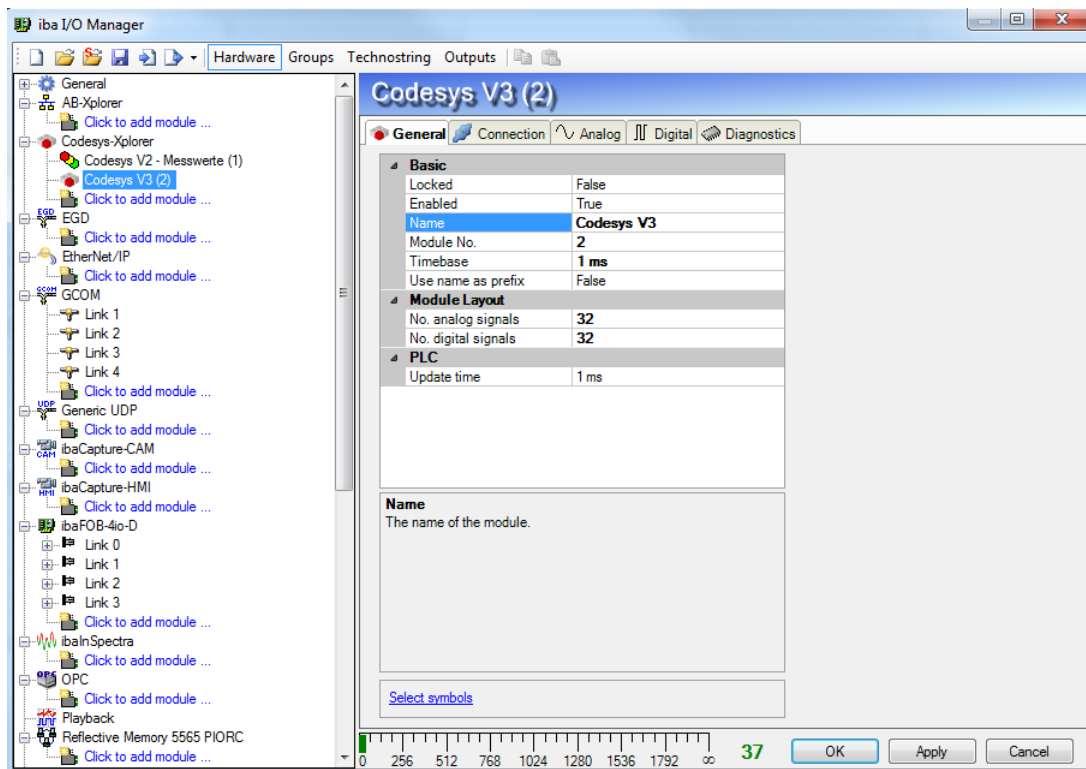 iba I/O Manager
Hardware Groups Technostring Outputs
General
AB-Xplorer
Click to add module ...
Codesys-Xplorer
Codesys V2 - Messwerte (1)
Codesys V3 (2)
Click to add module ...
EGD
EGD
Click to add module ...
EtherNet/IP
Click to add module ...
GCOM
GCOM
Link 1
Link 2
Link 3
Link 4
Click to add module ...
UDP
Generic UDP
Click to add module ...
CAM
ibaCapture-CAM
Click to add module ...
HMI
ibaCapture-HMI
Click to add module ...
ibaFOB-4io-D
Link 0
Link 1
Link 2
Link 3
Click to add module ...
ibaInSpectra
Click to add module ...
OPC
OPC
Click to add module ...
Playback
Reflective Memory 5565 PIORC
Click to add module ...
Codesys V3 (2)
General Connection Analog Digital Diagnostics
Basic
Locked False
Enabled True
Name Codesys V3
Module No. 2
Timebase 1 ms
Use name as prefix False
Module Layout
No. analog signals 32
No. digital signals 32
PLC
Update time 1 ms
Name
The name of the module.
Select symbols
0 256 512 768 1024 1280 1536 1792 ∞
37
OK Apply Cancel